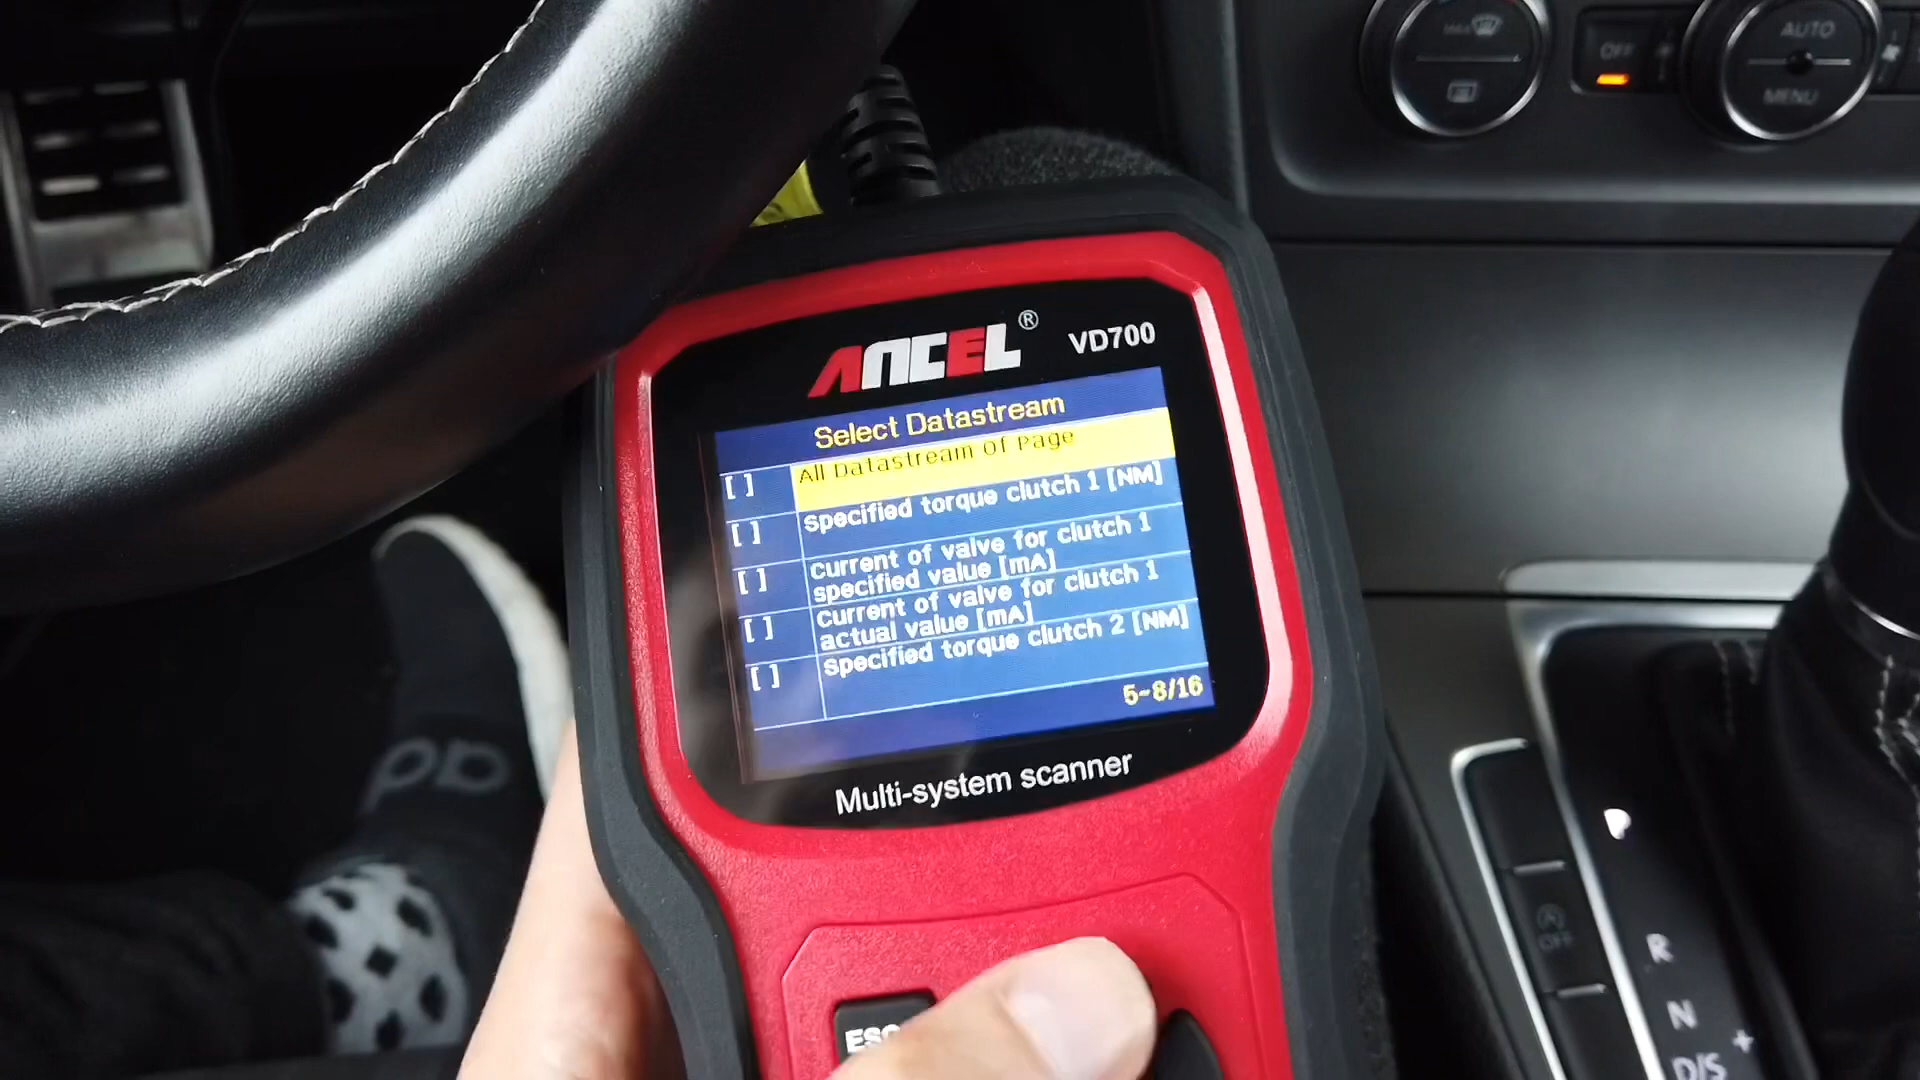 MAX
OFF
AUTO
MENU
ANCEL®
VD700
Select Datastream
[ ] All Datastream of Page
[ ] Specified torque clutch 1 [NM]
[ ] current of valve for clutch 1
specified value [mA]
[ ] current of valve for clutch 1
actual value [mA]
[ ] Specified torque clutch 2 [NM]
5~8/16
Multi-system scanner
ESC
P
OFF
R
N
D/S
+